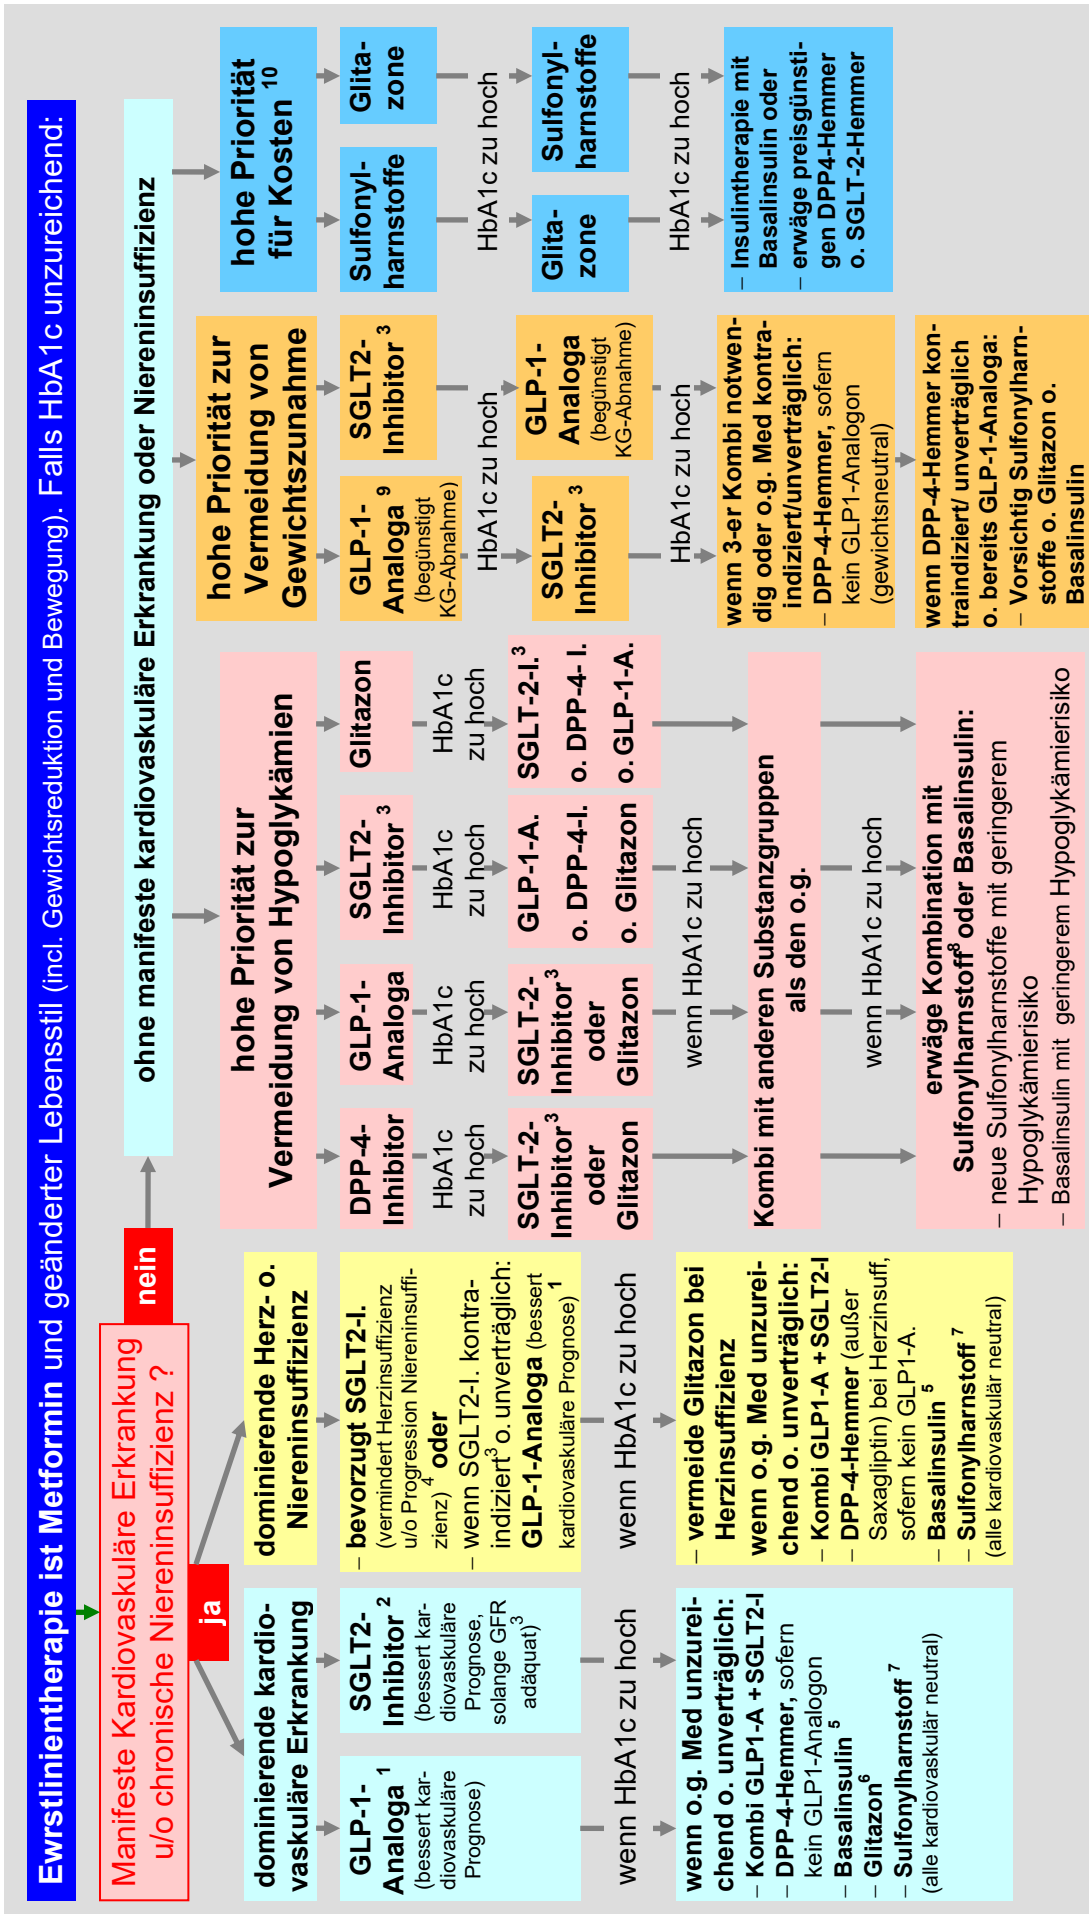 Ewrstlinientherapie ist Metformin und geänderter Lebensstil (incl. Gewichtsreduktion und Bewegung). Falls HbA1c unzureichend:
Manifeste Kardiovaskuläre Erkrankung
u/o chronische Niereninsuffizienz ?
ja
nein
dominierende kardio-
vaskuläre Erkrankung
GLP-1-
Analoga 1
(bessert kar-
diovaskuläre
Prognose)
SGLT2-
Inhibitor 2
(bessert kar-
diovaskuläre
Prognose,
solange GFR
adäquat)3
wenn HbA1c zu hoch
wenn o.g. Med unzurei-
chend o. unverträglich:
– Kombi GLP1-A +SGLT2-I
– DPP-4-Hemmer, sofern
kein GLP1-Analogon
– Basalinsulin 5
– Glitazon6
– Sulfonylharnstoff 7
(alle kardiovaskulär neutral)
dominierende Herz- o.
Niereninsuffizienz
– bevorzugt SGLT2-I.
(vermindert Herzinsuffizienz
u/o Progression Niereninsuffi-
zienz) 4 oder
– wenn SGLT2-I. kontra-
indiziert3 o. unverträglich:
GLP-1-Analoga (bessert
kardiovaskuläre Prognose) 1
wenn HbA1c zu hoch
– vermeide Glitazon bei
Herzinsuffizienz
wenn o.g. Med unzurei-
chend o. unverträglich:
– Kombi GLP1-A +SGLT2-I
– DPP-4-Hemmer (außer
Saxagliptin) bei Herzinsuff,
sofern kein GLP1-A.
– Basalinsulin 5
– Sulfonylharnstoff 7
(alle kardiovaskulär neutral)
ohne manifeste kardiovaskuläre Erkrankung oder Niereninsuffizienz
hohe Priorität zur
Vermeidung von Hypoglykämien
DPP-4-
Inhibitor
HbA1c
zu hoch
SGLT-2-
Inhibitor3
oder
Glitazon
GLP-1-
Analoga
HbA1c
zu hoch
SGLT-2-
Inhibitor3
oder
Glitazon
SGLT2-
Inhibitor 3
HbA1c
zu hoch
GLP-1-A.
o. DPP-4-I.
o. Glitazon
Glitazon
HbA1c
zu hoch
SGLT-2-I.3
o. DPP-4- I.
o. GLP-1-A.
wenn HbA1c zu hoch
Kombi mit anderen Substanzgruppen
als den o.g.
wenn HbA1c zu hoch
erwäge Kombination mit
Sulfonylharnstoff8 oder Basalinsulin:
– neue Sulfonylharnstoffe mit geringerem
Hypoglykämierisiko
– Basalinsulin mit geringerem Hypoglykämierisiko
hohe Priorität zur
Vermeidung von
Gewichtszunahme
GLP-1-
Analoga 9
(begünstigt
KG-Abnahme)
SGLT2-
Inhibitor 3
HbA1c zu hoch
SGLT2-
Inhibitor 3
GLP-1-
Analoga
(begünstigt
KG-Abnahme)
HbA1c zu hoch
wenn 3-er Kombi notwen-
dig oder o.g. Med kontra-
indiziert/unverträglich:
– DPP-4-Hemmer, sofern
kein GLP1-Analogon
(gewichtsneutral)
wenn DPP-4-Hemmer kon-
traindiziert/ unverträglich
o. bereits GLP-1-Analoga:
– Vorsichtig Sulfonylharn-
stoffe o. Glitazon o.
Basalinsulin
hohe Priorität
für Kosten 10
Sulfonyl-
harnstoffe
Glita-
zone
HbA1c zu hoch
HbA1c zu hoch
Glita-
zone
Sulfonyl-
harnstoffe
HbA1c zu hoch
HbA1c zu hoch
– Insulintherapie mit
Basalinsulin oder
– erwäge preisgünsti-
gen DPP4-Hemmer
o. SGLT-2-Hemmer